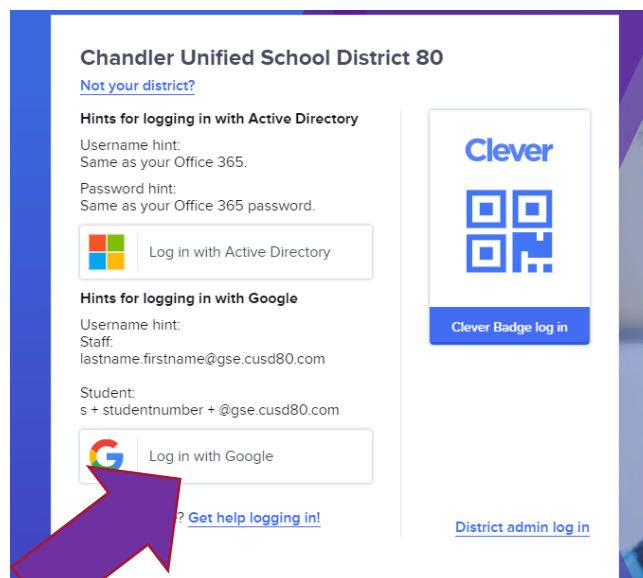 Chandler Unified School District 80
Not your district?
Hints for logging in with Active Directory
Username hint:
Same as your Office 365.
Password hint:
Same as your Office 365 password.
Log in with Active Directory
Hints for logging in with Google
Username hint:
Staff:
lastname.firstname@gse.cusd80.com
Student:
s + studentnumber + @gse.cusd80.com
Log in with Google
? Get help logging in!
Clever
Clever Badge log in
District admin log in